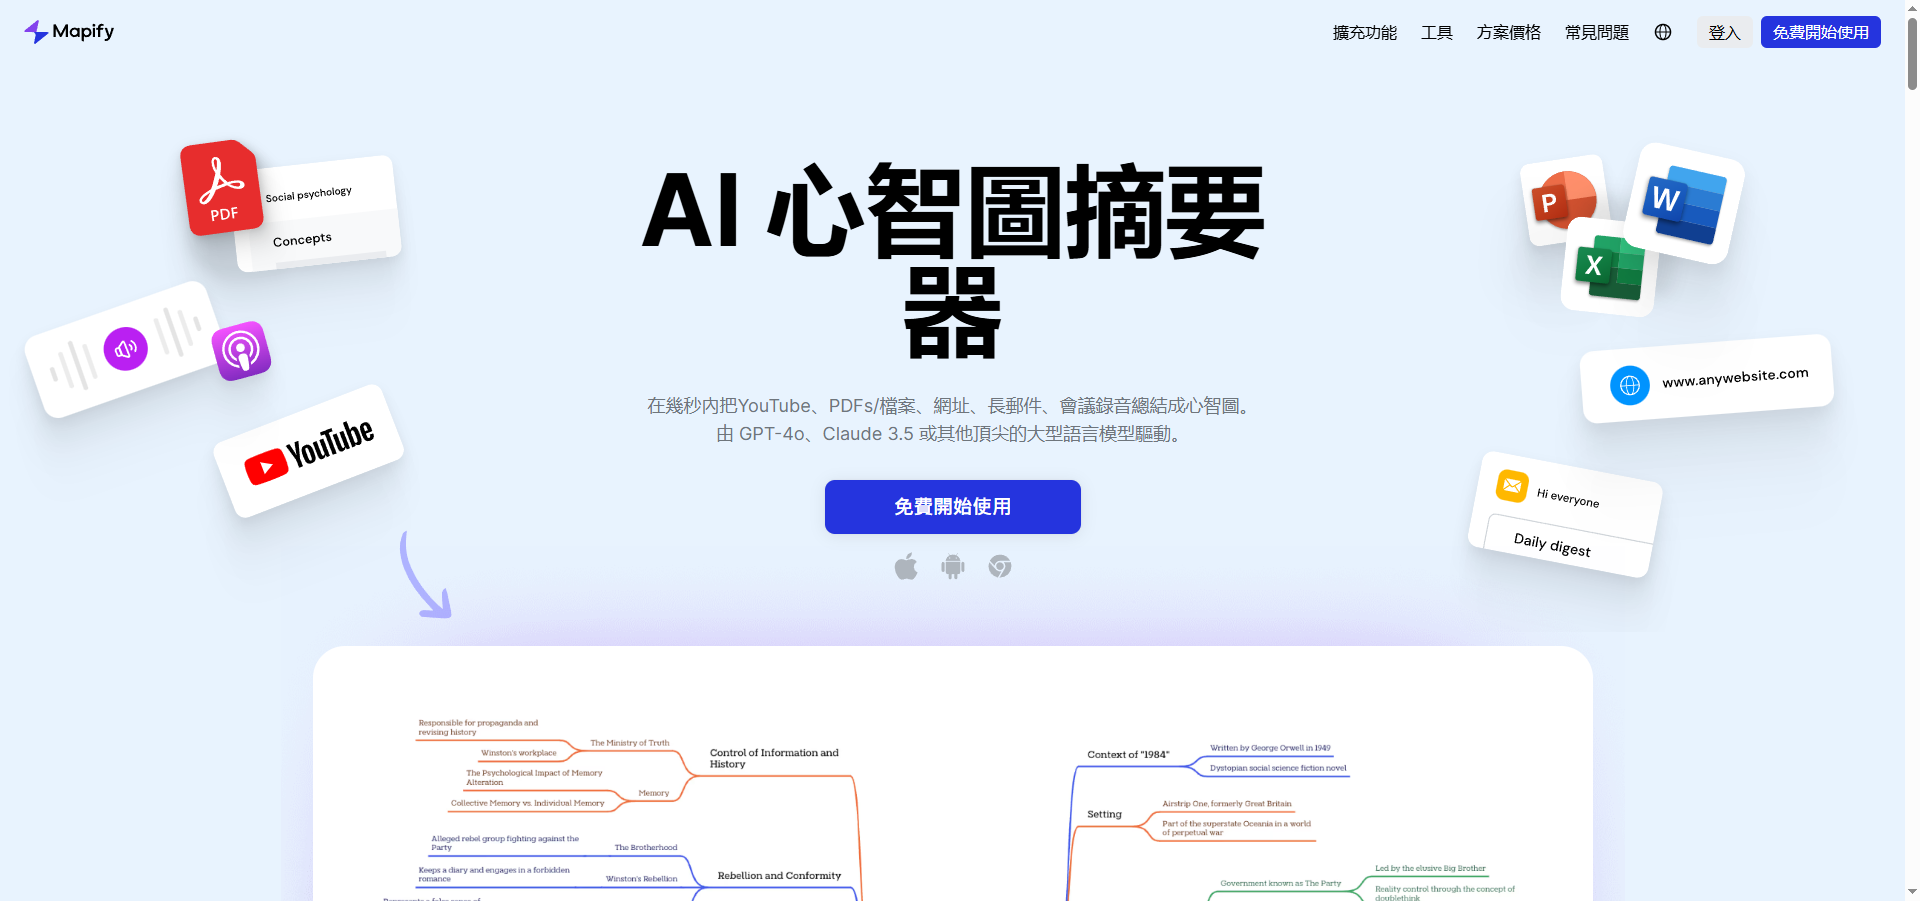 Mapify
擴充功能
工具
方案價格
常見問題
登入
免費開始使用
PDF
Social psychology
Concepts
YouTube
AI 心智圖摘要
器
在幾秒內把YouTube、PDFs/檔案、網址、長郵件、會議錄音總結成心智圖。
由 GPT-4o、Claude 3.5 或其他頂尖的大型語言模型驅動。
免費開始使用
P
W
X
www.anywebsite.com
Hi everyone
Daily digest
Responsible for propaganda and
revising history
Winston's workplace
The Ministry of Truth
The Psychological Impact of Memory
Alteration
Collective Memory vs. Individual Memory
Memory
Control of Information and
History
Alleged rebel group fighting against the
Party
The Brotherhood
Keeps a diary and engages in a forbidden
romance
Winston's Rebellion
Rebellion and Conformity
Context of "1984"
Written by George Orwell in 1949
Dystopian social science fiction novel
Setting
Airstrip One, formerly Great Britain
Part of the superstate Oceania in a world
of perpetual war
Government known as The Party
Led by the elusive Big Brother
Reality control through the concept of
doublethink